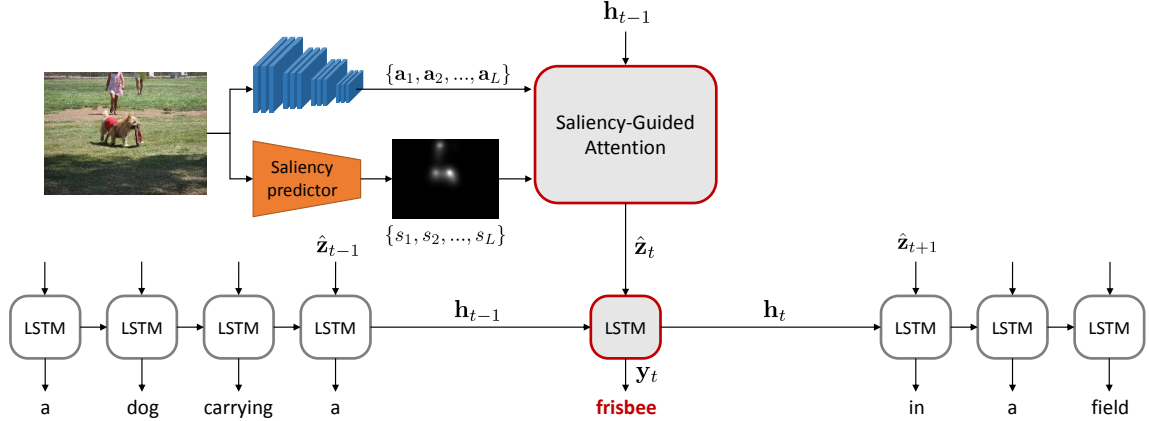 𝐡_{t−1}
{𝐚_1, 𝐚_2, ..., 𝐚_L}
Saliency-Guided
Attention
Saliency
predictor
{s_1, s_2, ..., s_L}
ẑ_{t−1}
ẑ_t
ẑ_{t+1}
LSTM
LSTM
LSTM
LSTM
𝐡_{t−1}
LSTM
𝐡_t
LSTM
LSTM
LSTM
𝐲_t
a
dog
carrying
a
frisbee
in
a
field